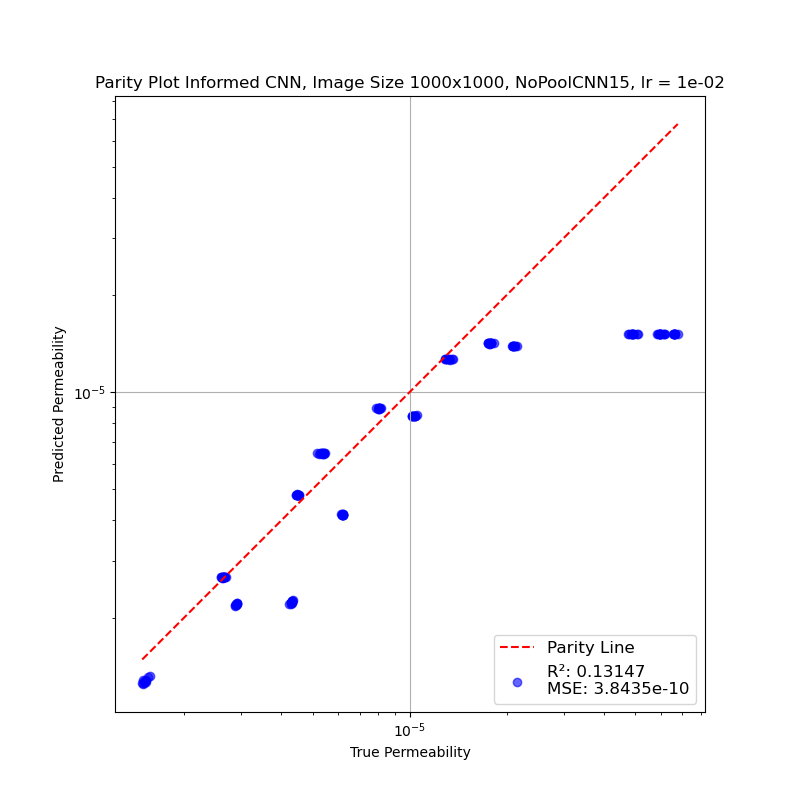 Parity Plot Informed CNN, Image Size 1000x1000, NoPoolCNN15, lr = 1e-02
Predicted Permeability
10⁻⁵
Parity Line
R²: 0.13147
MSE: 3.8435e-10
10⁻⁵
True Permeability